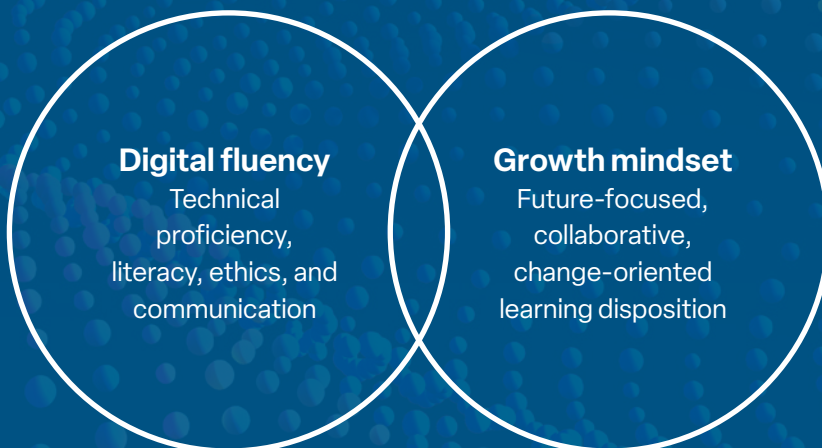 Digital fluency
Technical
proficiency,
literacy, ethics, and
communication
Growth mindset
Future-focused,
collaborative,
change-oriented
learning disposition